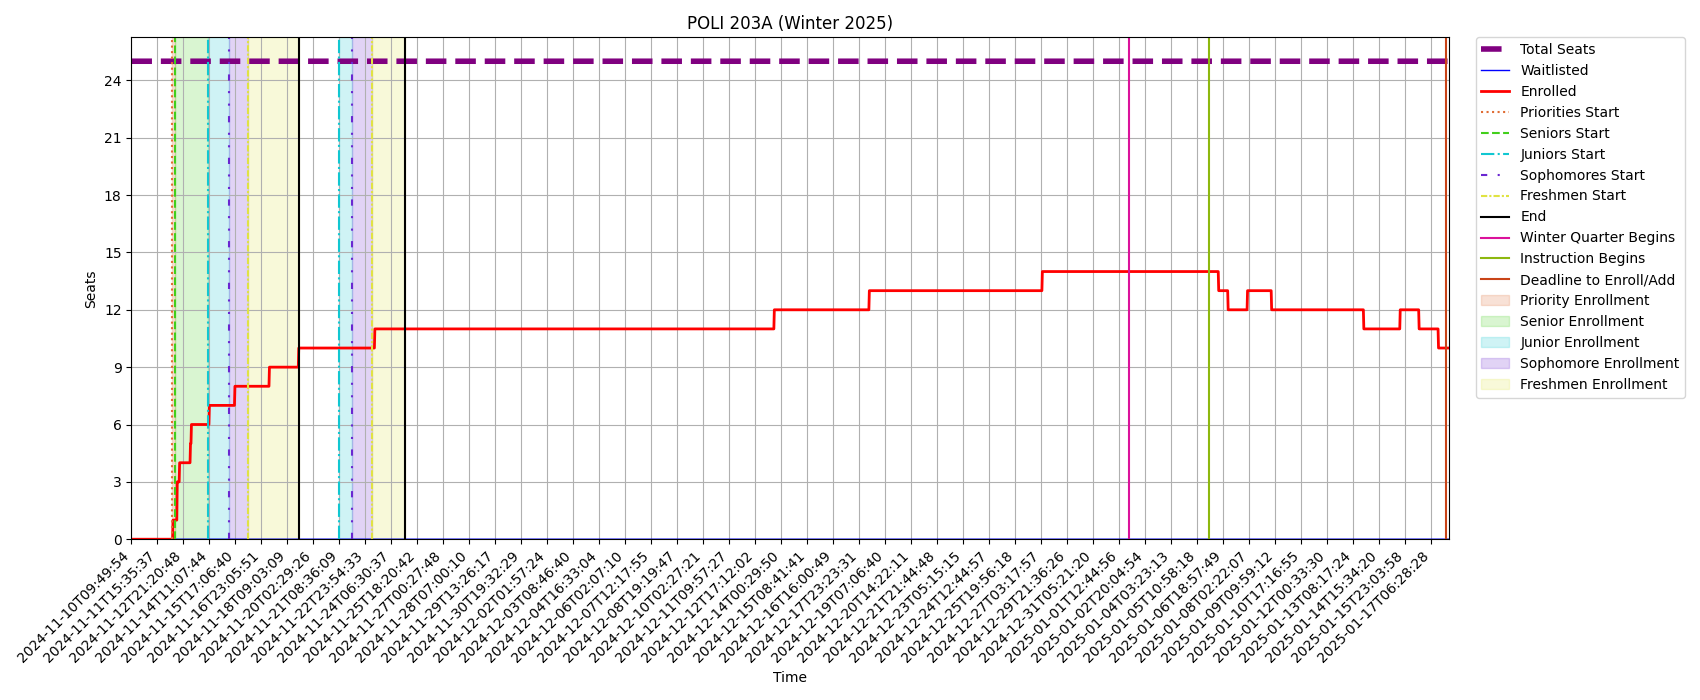 POLI 203A (Winter 2025)
Seats
24
21
18
15
12
9
6
3
0
2024-11-10T09:49:54
2024-11-11T15:35:37
2024-11-12T21:20:48
2024-11-14T11:07:44
2024-11-15T17:06:40
2024-11-16T23:05:51
2024-11-18T09:03:09
2024-11-20T02:29:26
2024-11-21T08:36:09
2024-11-22T23:54:33
2024-11-24T06:30:37
2024-11-25T18:20:42
2024-11-27T00:27:48
2024-11-28T07:00:10
2024-11-29T13:26:17
2024-11-30T19:32:29
2024-12-02T01:57:24
2024-12-03T08:46:40
2024-12-04T16:33:04
2024-12-06T02:07:10
2024-12-07T12:17:55
2024-12-08T19:19:47
2024-12-10T02:27:21
2024-12-11T09:57:27
2024-12-12T17:12:02
2024-12-14T00:29:50
2024-12-16T16:08:41:41
2024-12-16T16:00:49
2024-12-17T23:23:31
2024-12-19T07:06:40
2024-12-20T14:22:11
2024-12-21T21:44:48
2024-12-23T05:15:15
2024-12-24T12:44:57
2024-12-25T19:56:18
2024-12-27T03:17:57
2024-12-29T21:36:26
2024-12-31T05:21:20
2025-01-01T12:44:56
2025-01-02T20:04:54
2025-01-04T03:23:13
2025-01-05T10:58:18
2025-01-06T18:57:49
2025-01-08T02:22:07
2025-01-09T09:59:12
2025-01-10T17:16:55
2025-01-12T00:33:30
2025-01-13T08:17:24
2025-01-14T15:34:20
2025-01-15T23:03:58
2025-01-17T06:28:28
Time
Total Seats
Waitlisted
Enrolled
Priorities Start
Seniors Start
Juniors Start
Sophomores Start
Freshmen Start
End
Winter Quarter Begins
Instruction Begins
Deadline to Enroll/Add
Priority Enrollment
Senior Enrollment
Junior Enrollment
Sophomore Enrollment
Freshmen Enrollment